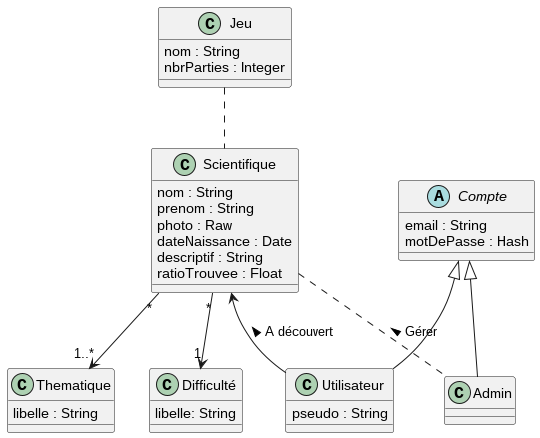 C Jeu
nom : String
nbrParties : Integer
C Scientifique
nom : String
prenom : String
photo : Raw
dateNaissance : Date
descriptif : String
ratioTrouvee : Float
A Compte
email : String
motDePasse : Hash
* *
A découvert
Gérer
1..* 1
C Thematique
libelle : String
C Difficulté
libelle: String
C Utilisateur
pseudo : String
C Admin